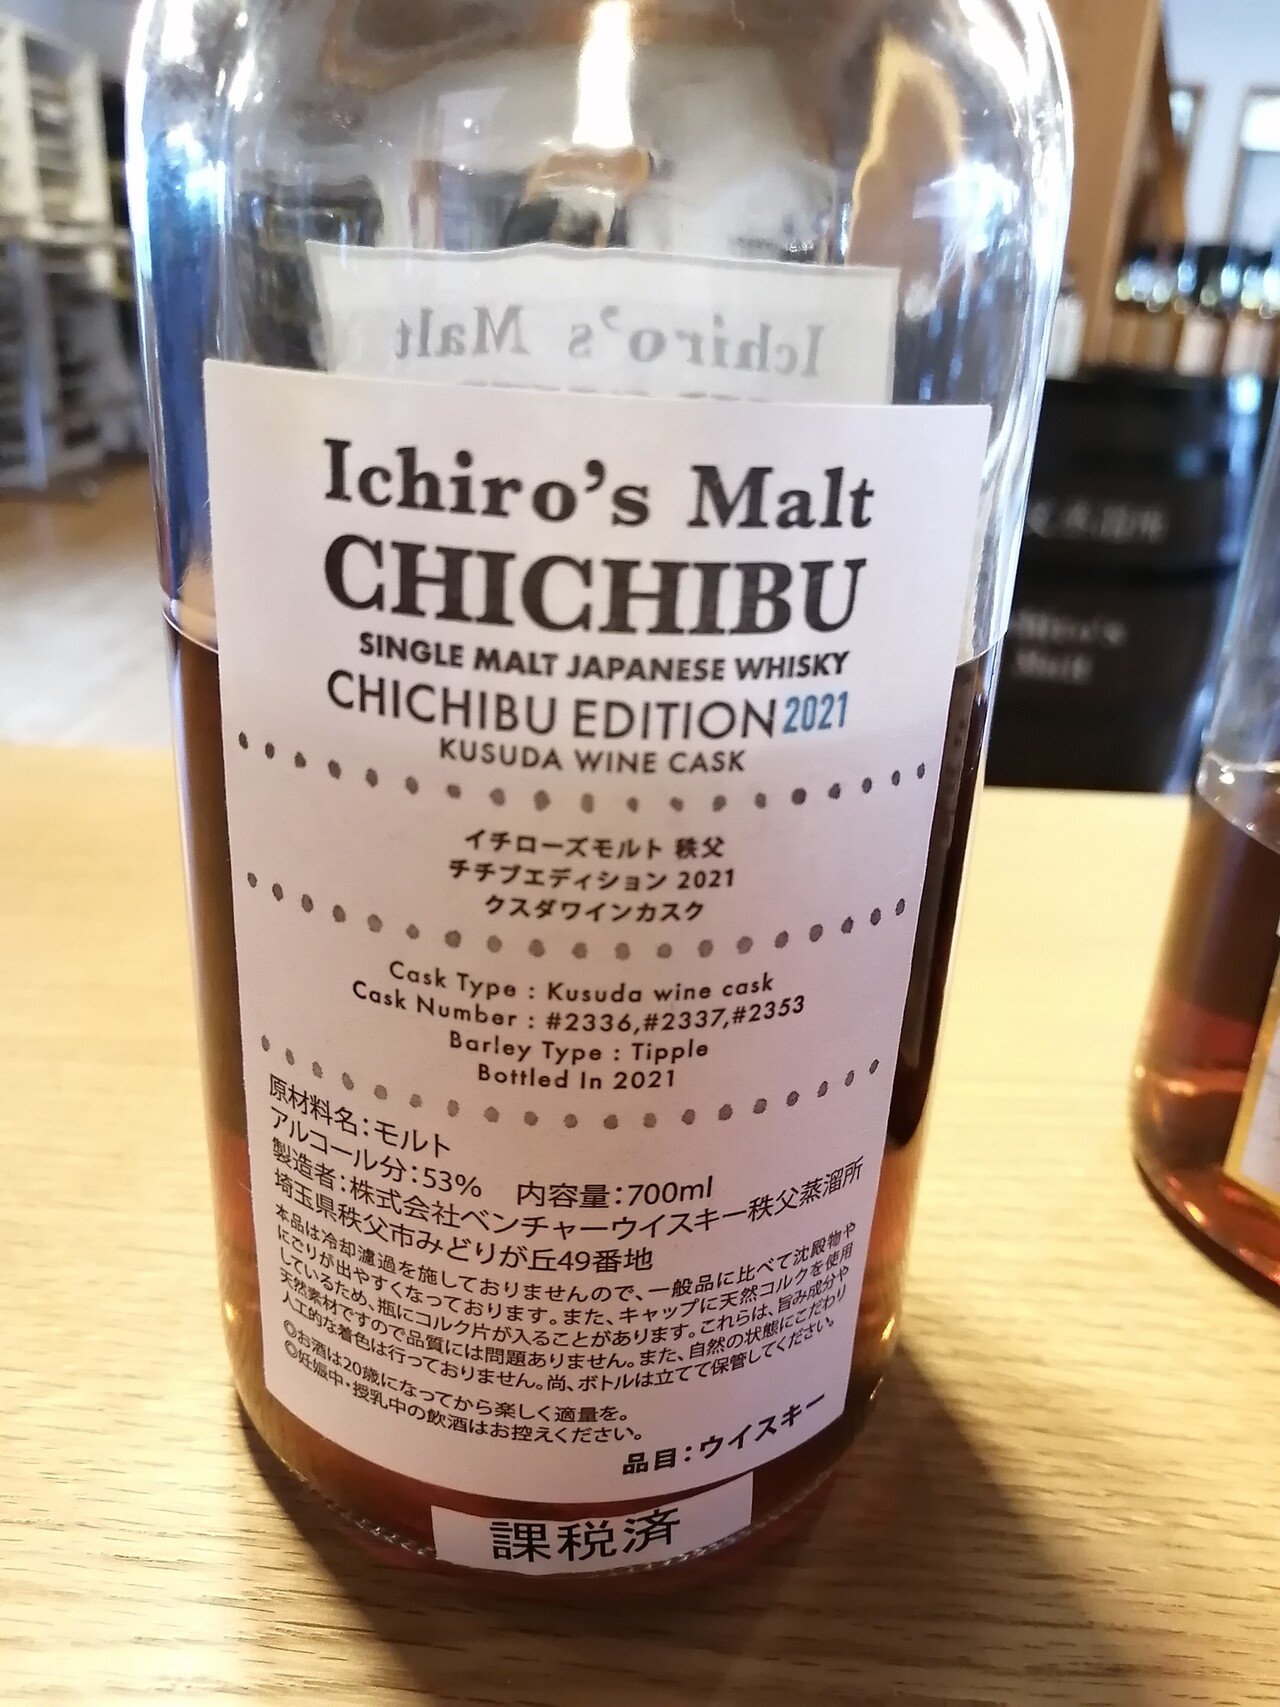 Ichiro's Malt
Ichiro's Malt
CHICHIBU
SINGLE MALT JAPANESE WHISKY
CHICHIBU EDITION 2021
KUSUDA WINE CASK
イチローズモルト 秩父
チチブエディション 2021
クスダワインカスク
Cask Type : Kusuda wine cask
Cask Number : #2336,#2337,#2353
Barley Type : Tipple
Bottled In 2021
原材料名：モルト
アルコール分：53% 内容量：700ml
製造者：株式会社ベンチャーウイスキー秩父蒸溜所
埼玉県秩父市みどりが丘49番地
本品は冷却濾過を施しておりませんので、一般品に比べて沈殿物や
にごりが出やすくなっております。また、キャップに天然コルクを使用
しているため、瓶にコルク片が入ることがあります。これらは、旨み成分や
天然素材ですので品質には問題ありません。また、自然の状態にこだわり
人工的な着色は行っておりません。尚、ボトルは立てて保管してください。
◎お酒は20歳になってから楽しく適量を。
◎妊娠中・授乳中の飲酒はお控えください。
品目：ウイスキー
課税済
Malt